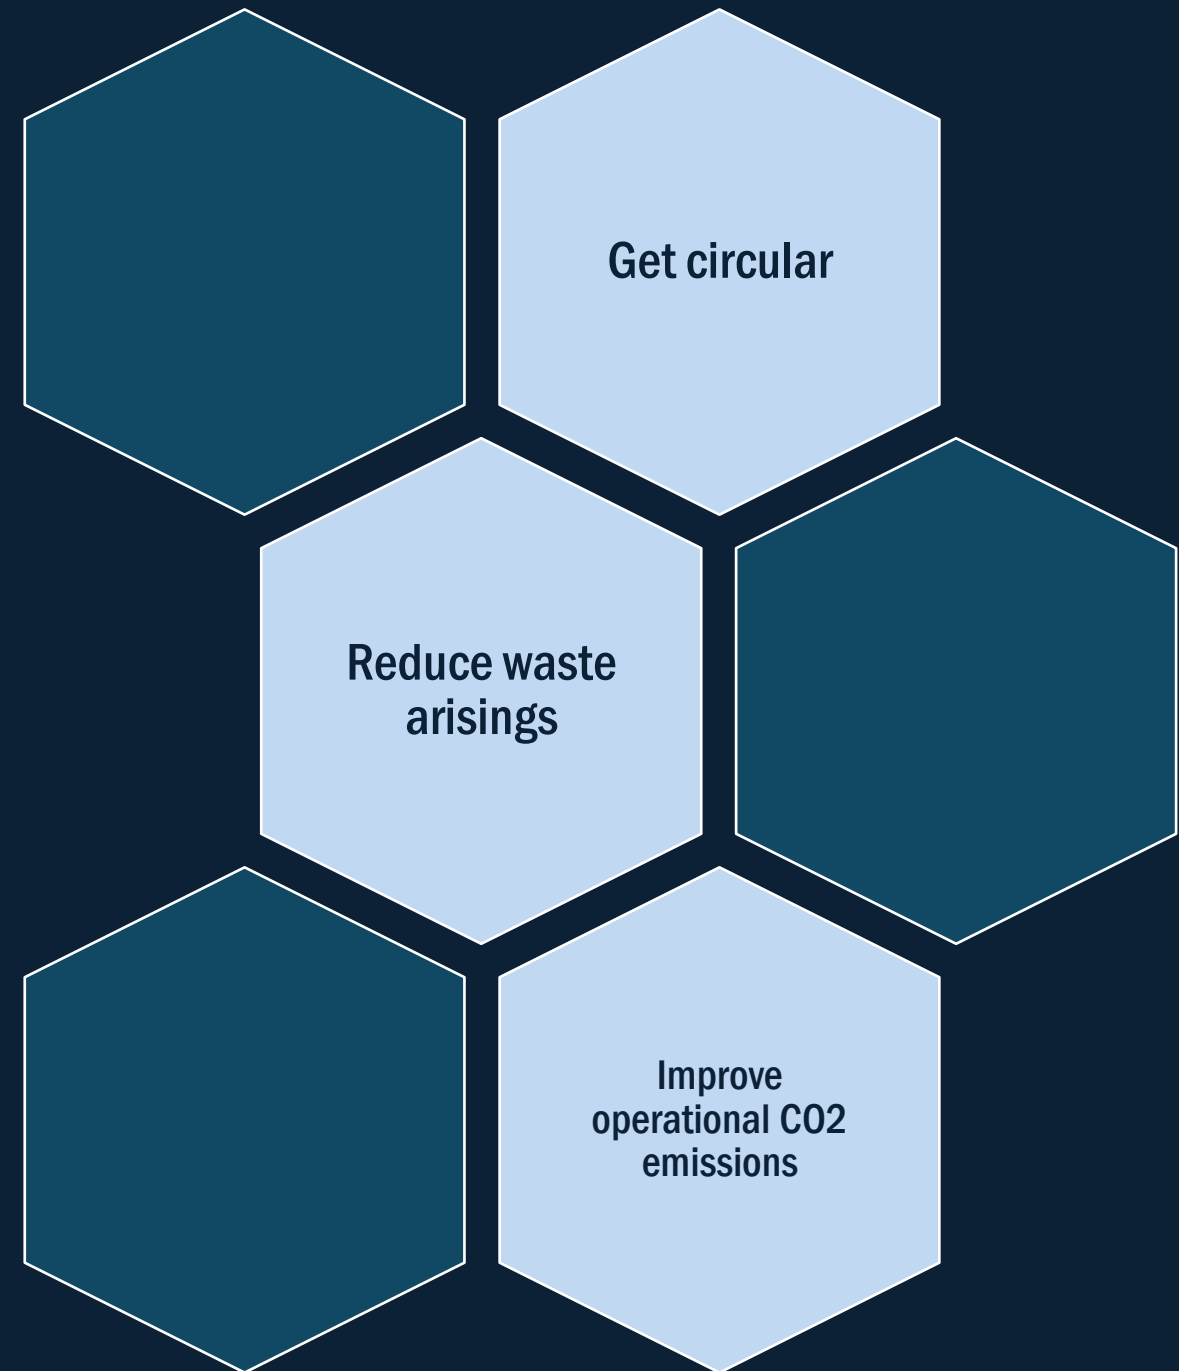 Get circular
Reduce waste
arisings
Improve
operational CO2
emissions